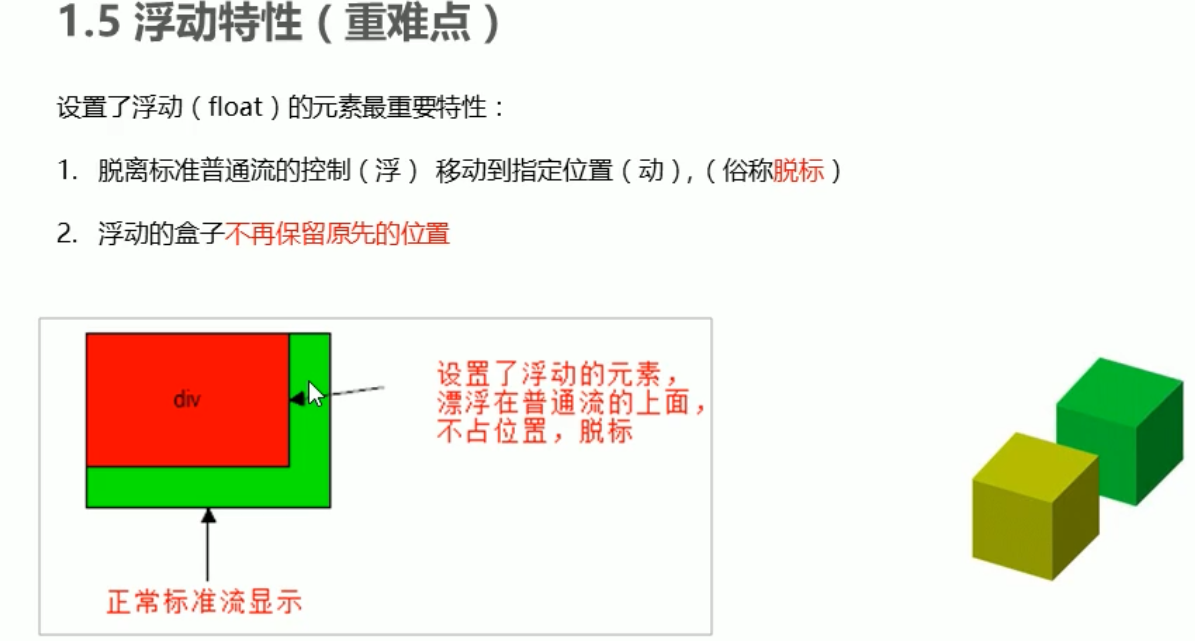 1.5 浮动特性（重难点）
设置了浮动（float）的元素最重要特性：
1. 脱离标准普通流的控制（浮） 移动到指定位置（动），（俗称脱标）
2. 浮动的盒子不再保留原先的位置
div
设置了浮动的元素，
漂浮在普通流的上面，
不占位置，脱标
正常标准流显示